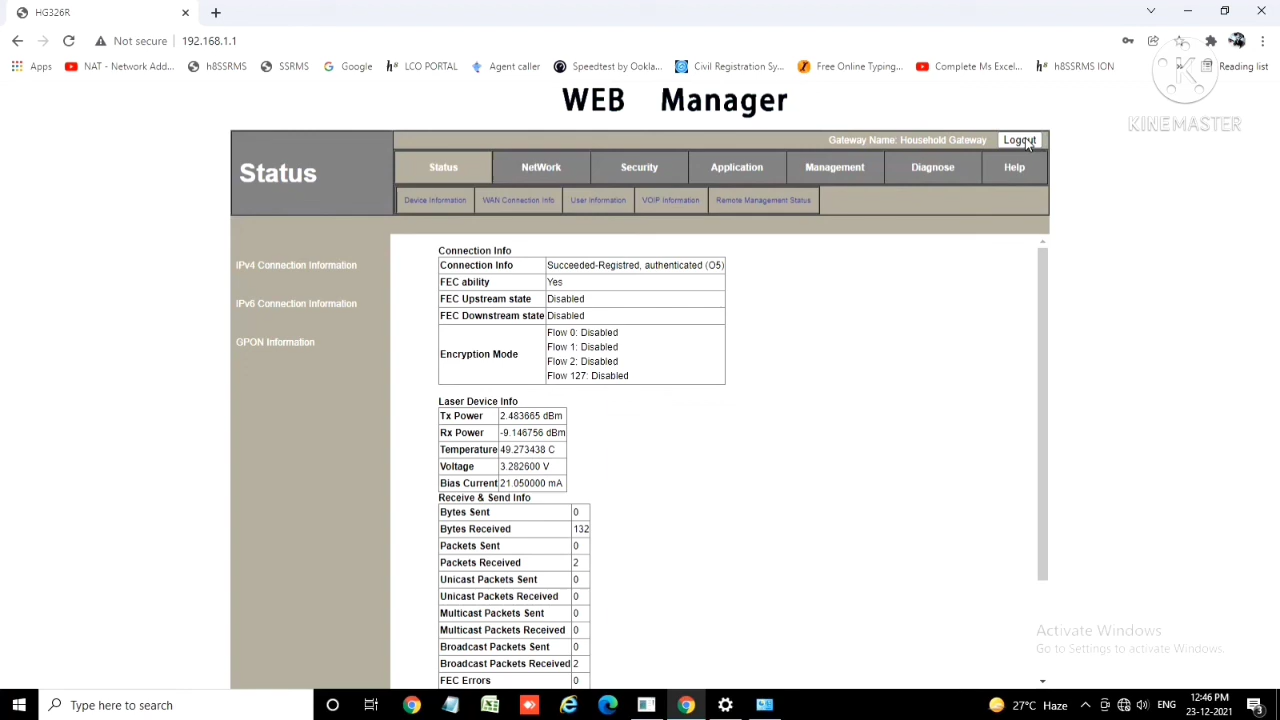 HG326R
Not secure
192.168.1.1
Apps
NAT - Network Add...
h8SSRMS
SSRMS
Google
LCO PORTAL
Agent caller
Speedtest by Ookla...
Civil Registration Sy...
Free Online Typing...
Complete Ms Excel...
h8SSRMS ION
Reading list
K
KINEMASTER
WEB Manager
Gateway Name: Household Gateway
Logout
Status
Status
NetWork
Security
Application
Management
Diagnose
Help
Device Information
WAN Connection Info
User Information
VOIP Information
Remote Management Status
IPv4 Connection Information
IPv6 Connection Information
GPON Information
Connection Info
Connection Info Succeeded-Registred, authenticated (O5)
FEC ability Yes
FEC Upstream state Disabled
FEC Downstream state Disabled
Encryption Mode
Flow 0: Disabled
Flow 1: Disabled
Flow 2: Disabled
Flow 127: Disabled
Laser Device Info
Tx Power 2.483665 dBm
Rx Power -9.146756 dBm
Temperature 49.273438 C
Voltage 3.282600 V
Bias Current 21.050000 mA
Receive & Send Info
Bytes Sent 0
Bytes Received 132
Packets Sent 0
Packets Received 2
Unicast Packets Sent 0
Unicast Packets Received 0
Multicast Packets Sent 0
Multicast Packets Received 0
Broadcast Packets Sent 0
Broadcast Packets Received 2
FEC Errors 0
Activate Windows
Go to Settings to activate Windows.
Type here to search
27°C Haze
ENG
12:46 PM
23-12-2021
3